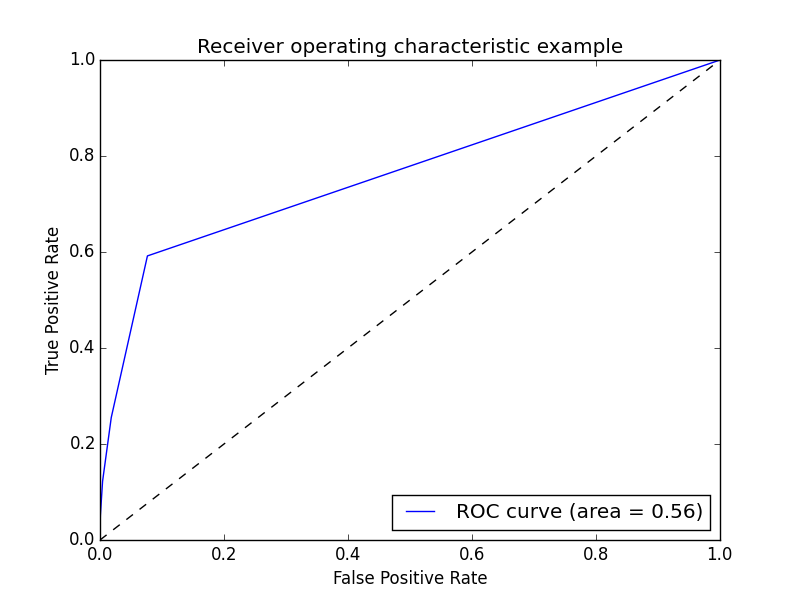 Receiver operating characteristic example
1.0
0.8
0.6
0.4
0.2
0.0
True Positive Rate
ROC curve (area = 0.56)
0.0 0.2 0.4 0.6 0.8 1.0
False Positive Rate